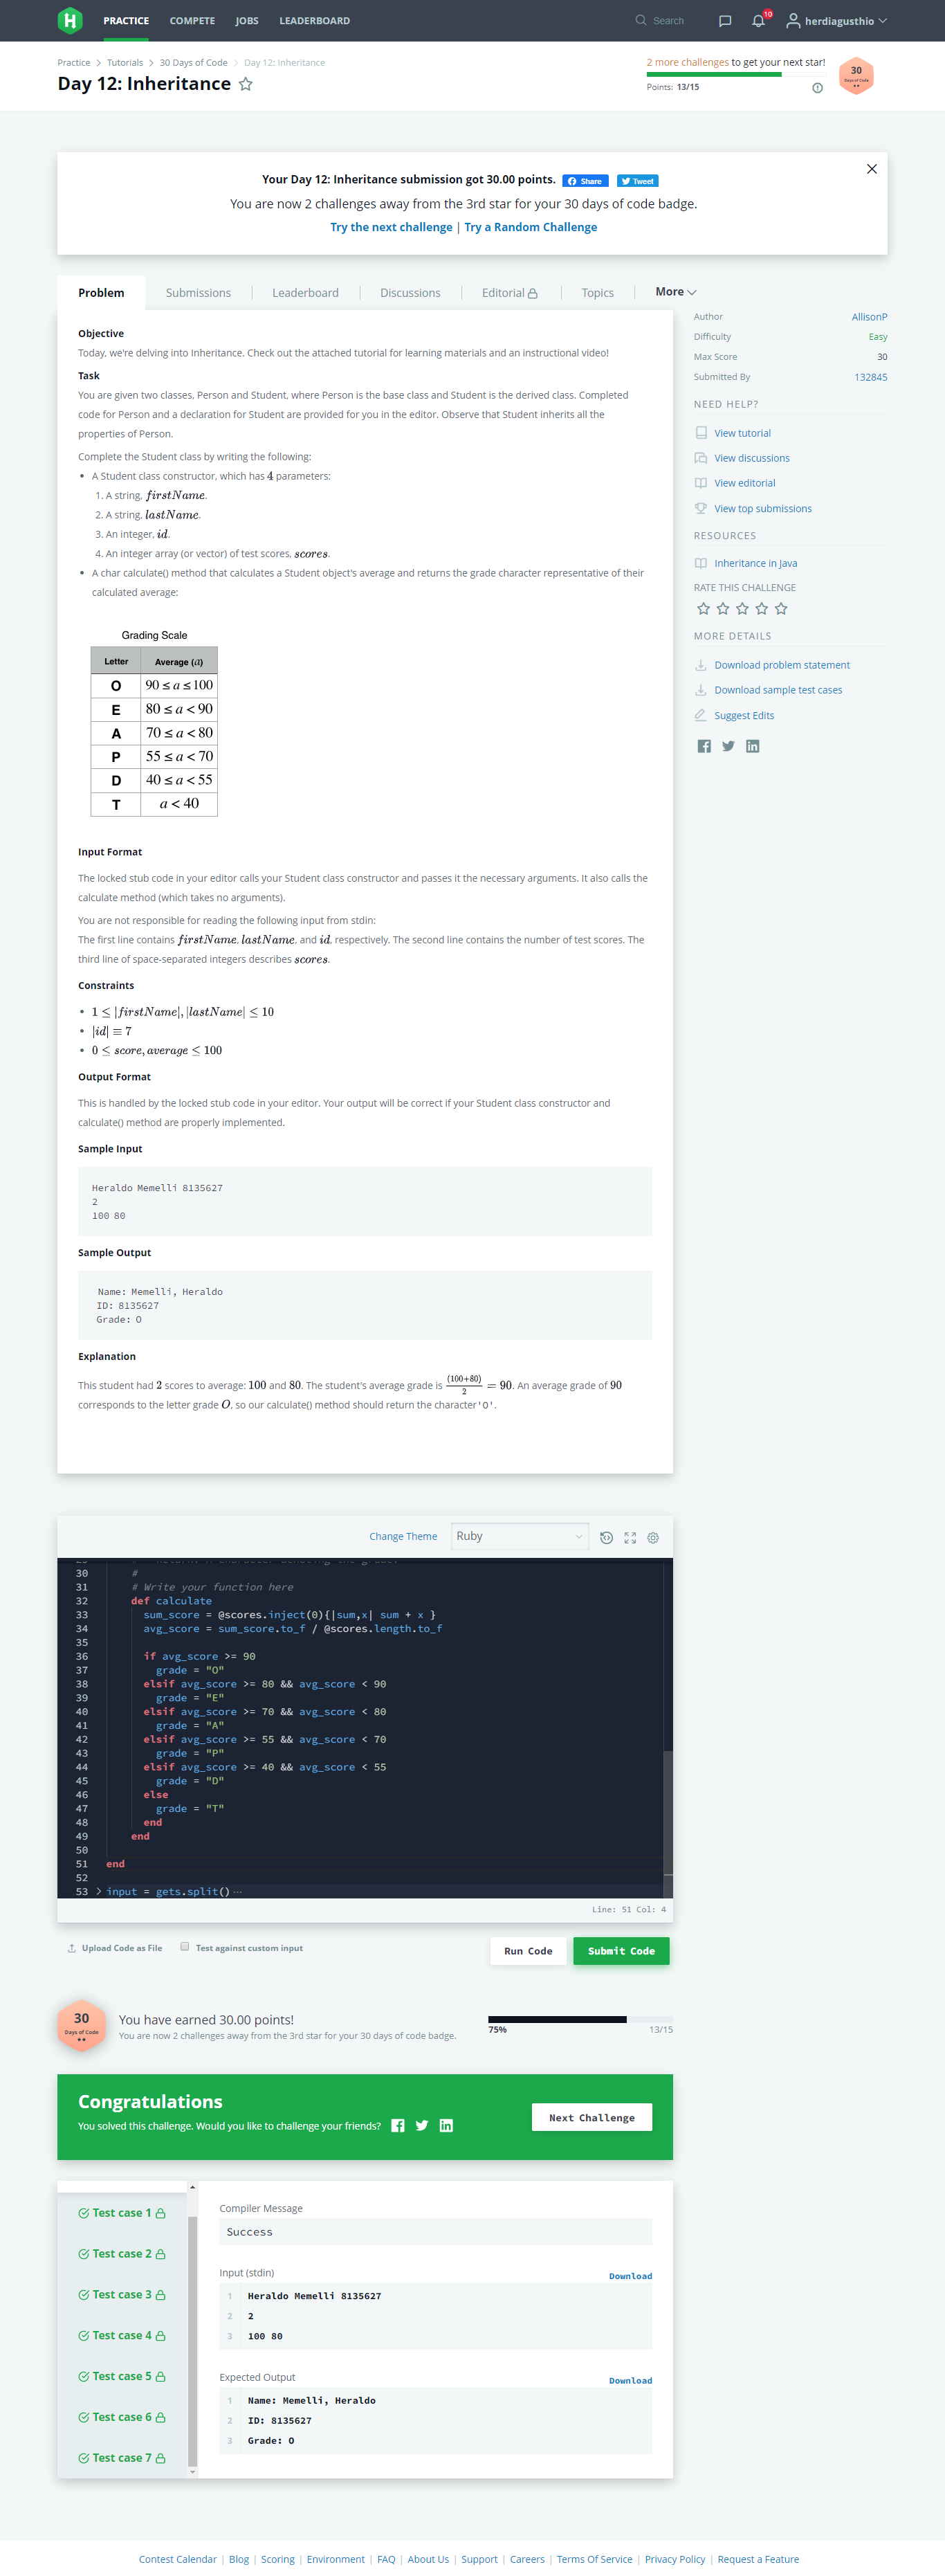 PRACTICE COMPETE JOBS LEADERBOARD Search 10 herdiagusthio
Practice > Tutorials > 30 Days of Code > Day 12: Inheritance
2 more challenges to get your next star!
Day 12: Inheritance
Points: 13/15
30
Days of Code
Your Day 12: Inheritance submission got 30.00 points. Share Tweet
You are now 2 challenges away from the 3rd star for your 30 days of code badge.
Try the next challenge | Try a Random Challenge
Problem Submissions Leaderboard Discussions Editorial Topics More
Author AllisonP
Difficulty Easy
Max Score 30
Submitted By 132845
NEED HELP?
View tutorial
View discussions
View editorial
View top submissions
RESOURCES
Inheritance in Java
RATE THIS CHALLENGE
MORE DETAILS
Download problem statement
Download sample test cases
Suggest Edits
Objective
Today, we're delving into Inheritance. Check out the attached tutorial for learning materials and an instructional video!
Task
You are given two classes, Person and Student, where Person is the base class and Student is the derived class. Completed
code for Person and a declaration for Student are provided for you in the editor. Observe that Student inherits all the
properties of Person.
Complete the Student class by writing the following:
• A Student class constructor, which has 4 parameters:
1. A string, firstName.
2. A string, lastName.
3. An integer, id.
4. An integer array (or vector) of test scores, scores.
• A char calculate() method that calculates a Student object's average and returns the grade character representative of their
calculated average:
Grading Scale
Letter Average (a)
O 90 ≤ a ≤ 100
E 80 ≤ a < 90
A 70 ≤ a < 80
P 55 ≤ a < 70
D 40 ≤ a < 55
T a < 40
Input Format
The locked stub code in your editor calls your Student class constructor and passes it the necessary arguments. It also calls the
calculate method (which takes no arguments).
You are not responsible for reading the following input from stdin:
The first line contains firstName, lastName, and id, respectively. The second line contains the number of test scores. The
third line of space-separated integers describes scores.
Constraints
• 1 ≤ |firstName|, |lastName| ≤ 10
• |id| ≡ 7
• 0 ≤ score, average ≤ 100
Output Format
This is handled by the locked stub code in your editor. Your output will be correct if your Student class constructor and
calculate() method are properly implemented.
Sample Input
Heraldo Memelli 8135627
2
100 80
Sample Output
Name: Memelli, Heraldo
ID: 8135627
Grade: O
Explanation
This student had 2 scores to average: 100 and 80. The student's average grade is (100+80)/2 = 90. An average grade of 90
corresponds to the letter grade O, so our calculate() method should return the character'O'.
Change Theme Ruby
30 #
31 # Write your function here
32 def calculate
33 sum_score = @scores.inject(0){|sum,x| sum + x }
34 avg_score = sum_score.to_f / @scores.length.to_f
35
36 if avg_score >= 90
37 grade = "O"
38 elsif avg_score >= 80 && avg_score < 90
39 grade = "E"
40 elsif avg_score >= 70 && avg_score < 80
41 grade = "A"
42 elsif avg_score >= 55 && avg_score < 70
43 grade = "P"
44 elsif avg_score >= 40 && avg_score < 55
45 grade = "D"
46 else
47 grade = "T"
48 end
49 end
50
51 end
52
53 > input = gets.split() ...
Line: 51 Col: 4
Upload Code as File Test against custom input Run Code Submit Code
30
Days of Code
You have earned 30.00 points!
You are now 2 challenges away from the 3rd star for your 30 days of code badge.
75% 13/15
Congratulations
You solved this challenge. Would you like to challenge your friends?
Next Challenge
Test case 1
Test case 2
Test case 3
Test case 4
Test case 5
Test case 6
Test case 7
Compiler Message
Success
Input (stdin) Download
1 Heraldo Memelli 8135627
2 2
3 100 80
Expected Output Download
1 Name: Memelli, Heraldo
2 ID: 8135627
3 Grade: O
Contest Calendar | Blog | Scoring | Environment | FAQ | About Us | Support | Careers | Terms Of Service | Privacy Policy | Request a Feature